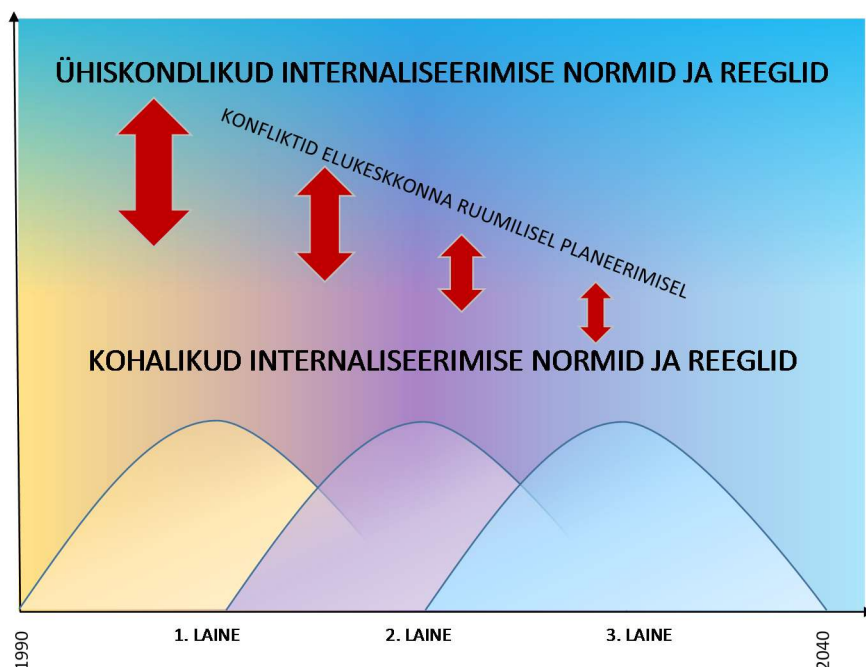 ÜHISKONDLIKUD INTERNALISEERIMISE NORMID JA REEGLID
KONFLIKTID ELUKESKKONNA RUUMILISEL PLANEERIMISEL
KOHALIKUD INTERNALISEERIMISE NORMID JA REEGLID
1990
1. LAINE
2. LAINE
3. LAINE
2040